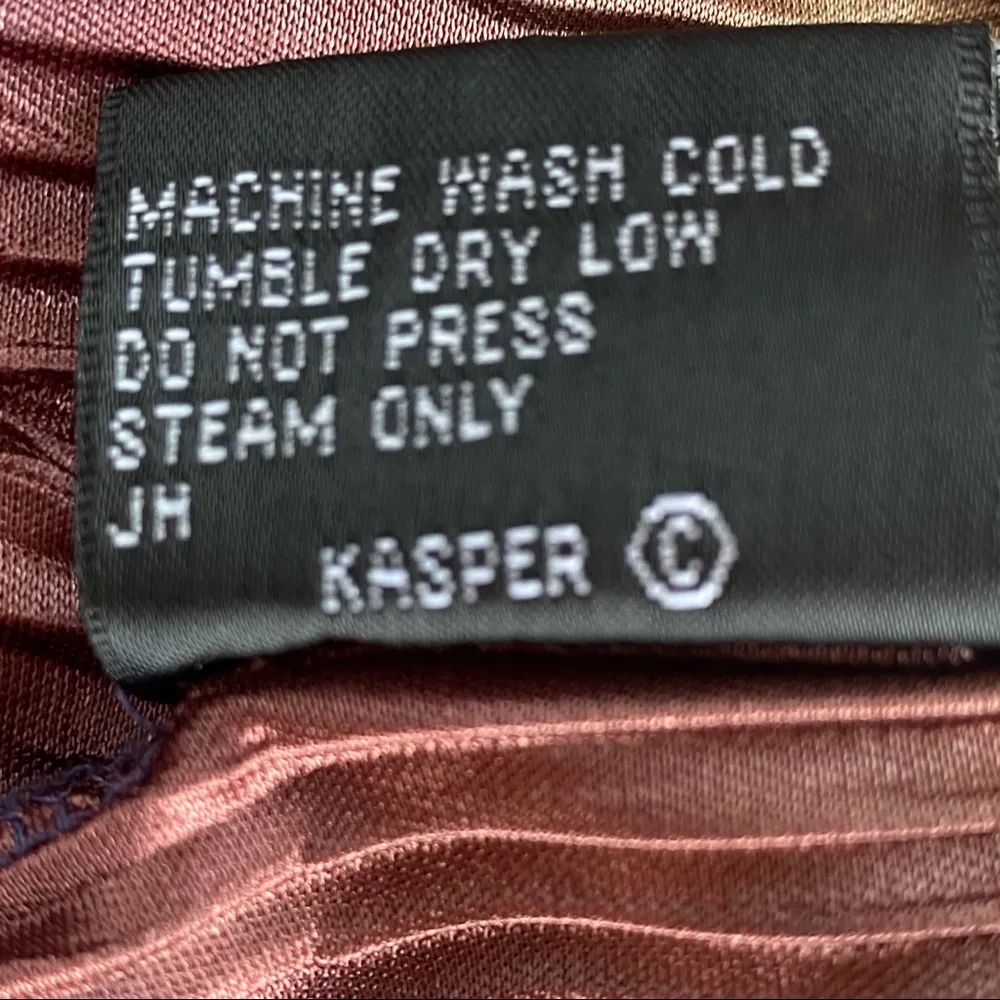 MACHINE WASH COLD
TUMBLE DRY LOW
DO NOT PRESS
STEAM ONLY
JH
KASPER ©